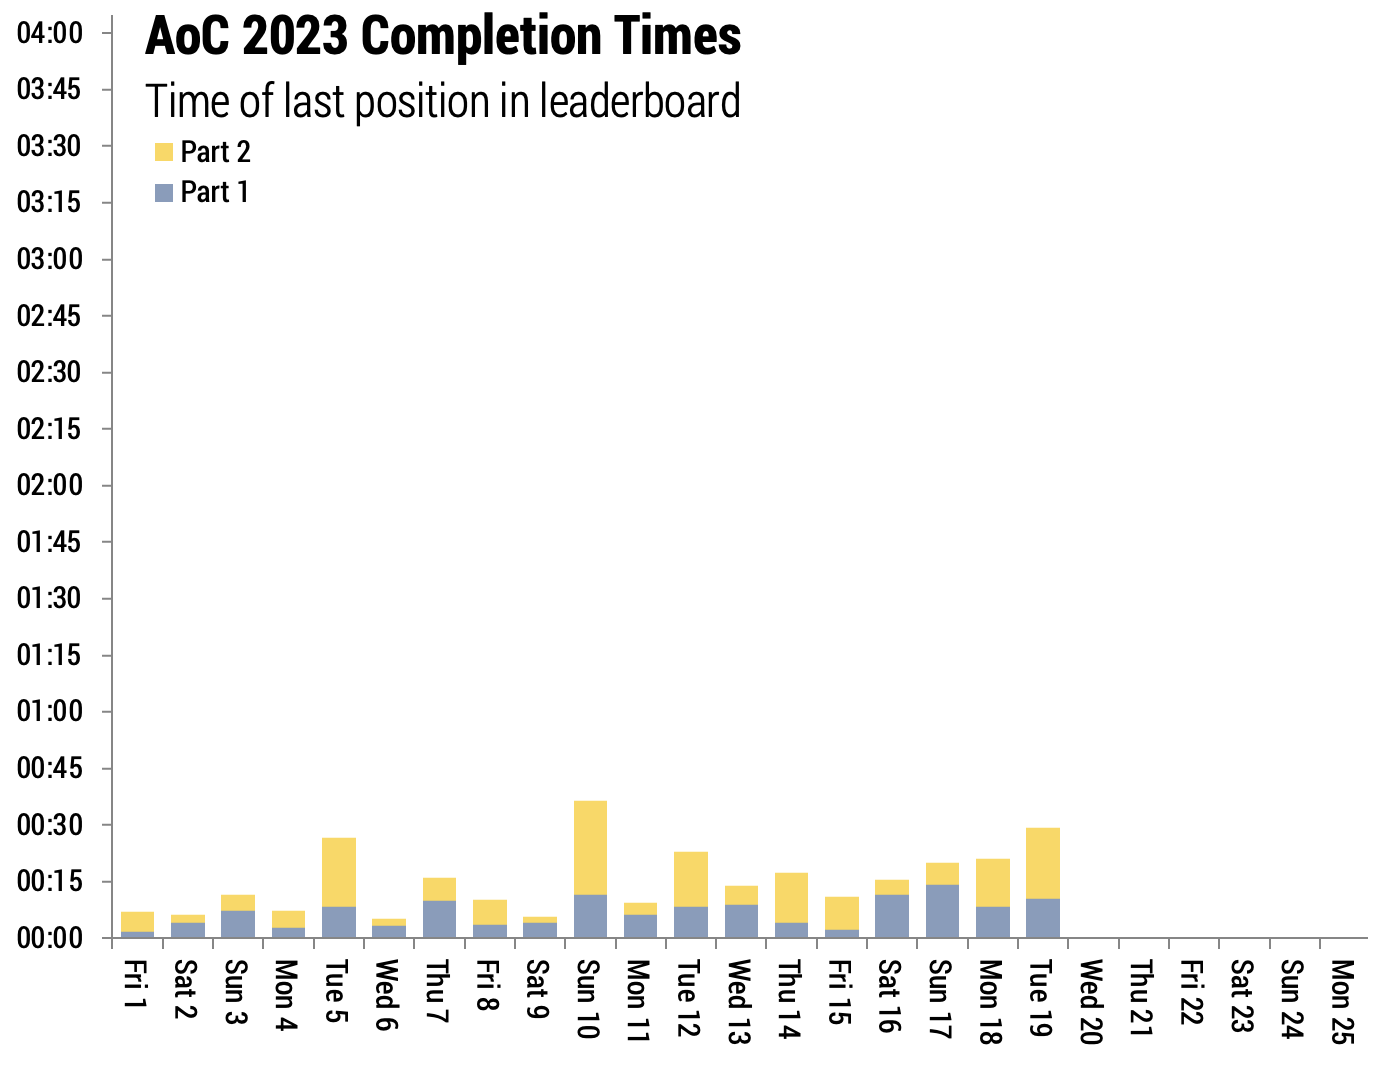 AoC 2023 Completion Times
Time of last position in leaderboard
Part 2
Part 1
04:00
03:45
03:30
03:15
03:00
02:45
02:30
02:15
02:00
01:45
01:30
01:15
01:00
00:45
00:30
00:15
00:00
Fri 1
Sat 2
Sun 3
Mon 4
Tue 5
Wed 6
Thu 7
Fri 8
Sat 9
Sun 10
Mon 11
Tue 12
Wed 13
Thu 14
Fri 15
Sat 16
Sun 17
Mon 18
Tue 19
Wed 20
Thu 21
Fri 22
Sat 23
Sun 24
Mon 25